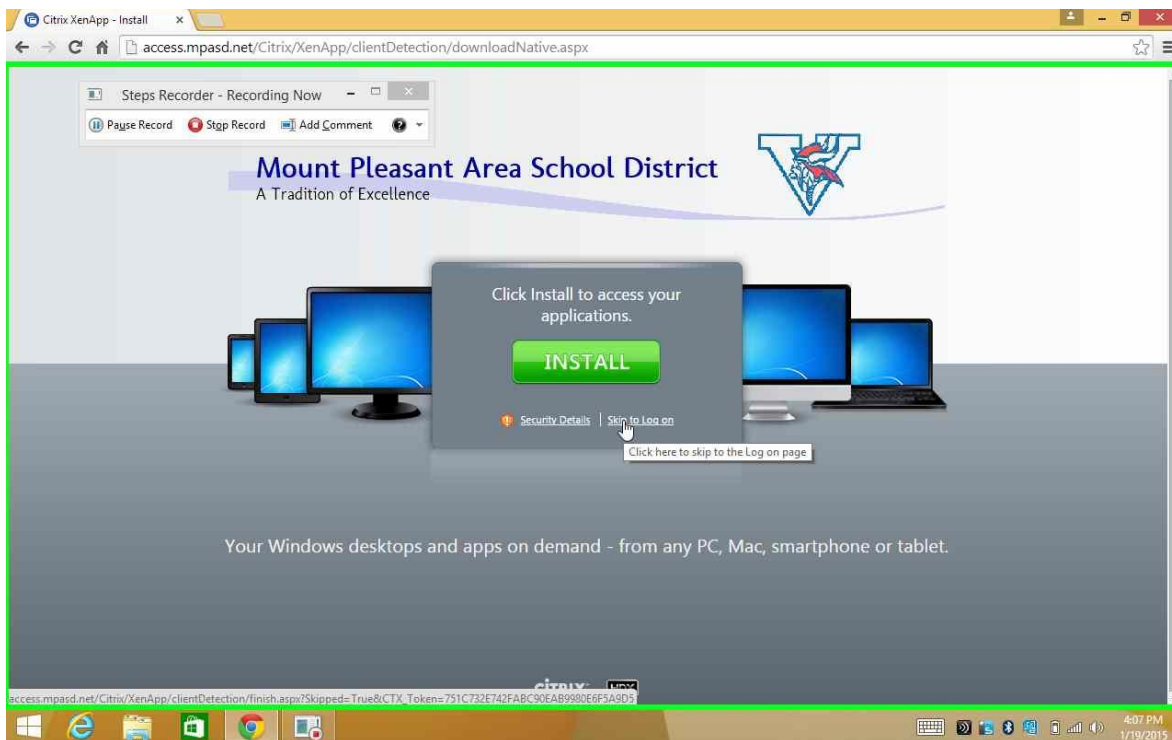 Citrix XenApp - Install
access.mpasd.net/Citrix/XenApp/clientDetection/downloadNative.aspx
Steps Recorder - Recording Now
Pause Record Stop Record Add Comment
Mount Pleasant Area School District
A Tradition of Excellence
V
Click Install to access your
applications.
INSTALL
Security Details | Skip to Log on
Click here to skip to the Log on page
Your Windows desktops and apps on demand - from any PC, Mac, smartphone or tablet.
CITRIX HDX
access.mpasd.net/Citrix/XenApp/clientDetection/finish.aspx?Skipped=True&CTX_Token=751C732E742FABC90EAB9980E6F5A9D5
4:07 PM
1/19/2015